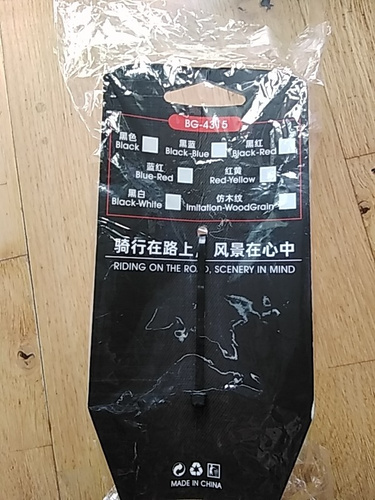 BG-4315
黑色 黑蓝 黑红
Black Black-Blue Black-Red
蓝红 红黄
Blue-Red Red-Yellow
黑白 仿木纹
Black-White Imitation-WoodGrain
骑行在路上，风景在心中
RIDING ON THE ROAD, SCENERY IN MIND
MADE IN CHINA